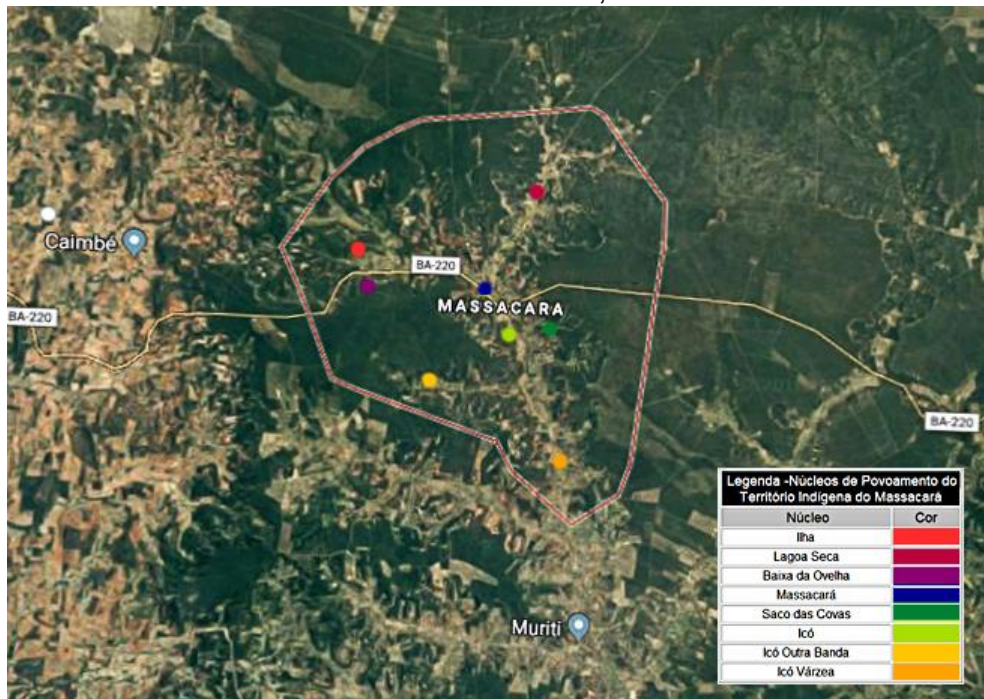 Caimbé
BA-220
MASSACARA
BA-220
BA-220
Muriti
Legenda -Núcleos de Povoamento do
Território Indígena do Massacará
Núcleo Cor
Ilha
Lagoa Seca
Baixa da Ovelha
Massacará
Saco das Covas
Icó
Icó Outra Banda
Icó Várzea